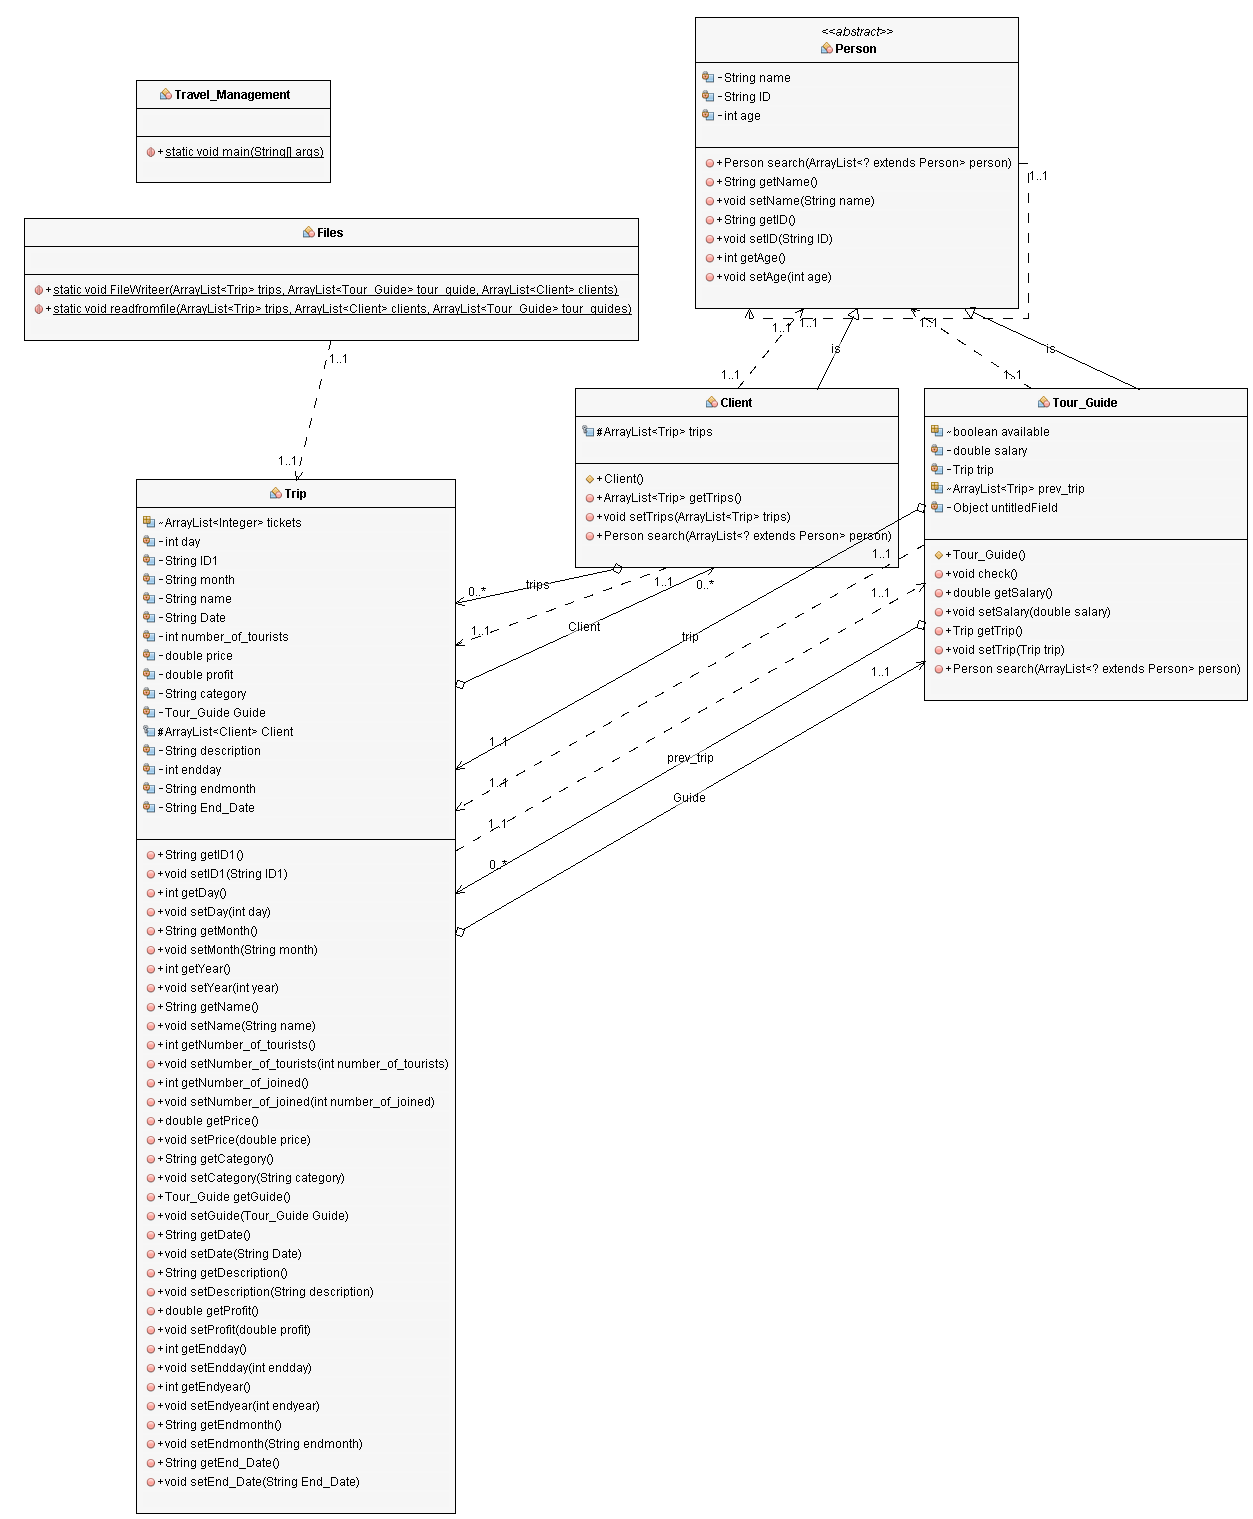 <<abstract>>
Person
-String name
-String ID
-int age
+Person search(ArrayList<? extends Person> person)
+String getName()
+void setName(String name)
+String getID()
+void setID(String ID)
+int getAge()
+void setAge(int age)
1..1
1..1
1..1
1..1
1..1
1..1
is
is
Travel_Management
+static void main(String[] args)
Files
+static void FileWriteer(ArrayList<Trip> trips, ArrayList<Tour_Guide> tour_guide, ArrayList<Client> clients)
+static void readfromfile(ArrayList<Trip> trips, ArrayList<Client> clients, ArrayList<Tour_Guide> tour_guides)
1..1
1..1
Client
#ArrayList<Trip> trips
+Client()
+ArrayList<Trip> getTrips()
+void setTrips(ArrayList<Trip> trips)
+Person search(ArrayList<? extends Person> person)
Tour_Guide
~boolean available
-double salary
-Trip trip
~ArrayList<Trip> prev_trip
-Object untitledField
+Tour_Guide()
+void check()
+double getSalary()
+void setSalary(double salary)
+Trip getTrip()
+void setTrip(Trip trip)
+Person search(ArrayList<? extends Person> person)
0..*
trips
1..1
1..1
Client
0..*
trip
1..1
1..1
1..1
1..1
1..1
prev_trip
0..*
Guide
1..1
Trip
~ArrayList<Integer> tickets
-int day
-String ID1
-String month
-String name
-String Date
-int number_of_tourists
-double price
-double profit
-String category
-Tour_Guide Guide
#ArrayList<Client> Client
-String description
-int endday
-String endmonth
-String End_Date
+String getID1()
+void setID1(String ID1)
+int getDay()
+void setDay(int day)
+String getMonth()
+void setMonth(String month)
+int getYear()
+void setYear(int year)
+String getName()
+void setName(String name)
+int getNumber_of_tourists()
+void setNumber_of_tourists(int number_of_tourists)
+int getNumber_of_joined()
+void setNumber_of_joined(int number_of_joined)
+double getPrice()
+void setPrice(double price)
+String getCategory()
+void setCategory(String category)
+Tour_Guide getGuide()
+void setGuide(Tour_Guide Guide)
+String getDate()
+void setDate(String Date)
+String getDescription()
+void setDescription(String description)
+double getProfit()
+void setProfit(double profit)
+int getEndday()
+void setEndday(int endday)
+int getEndyear()
+void setEndyear(int endyear)
+String getEndmonth()
+void setEndmonth(String endmonth)
+String getEnd_Date()
+void setEnd_Date(String End_Date)